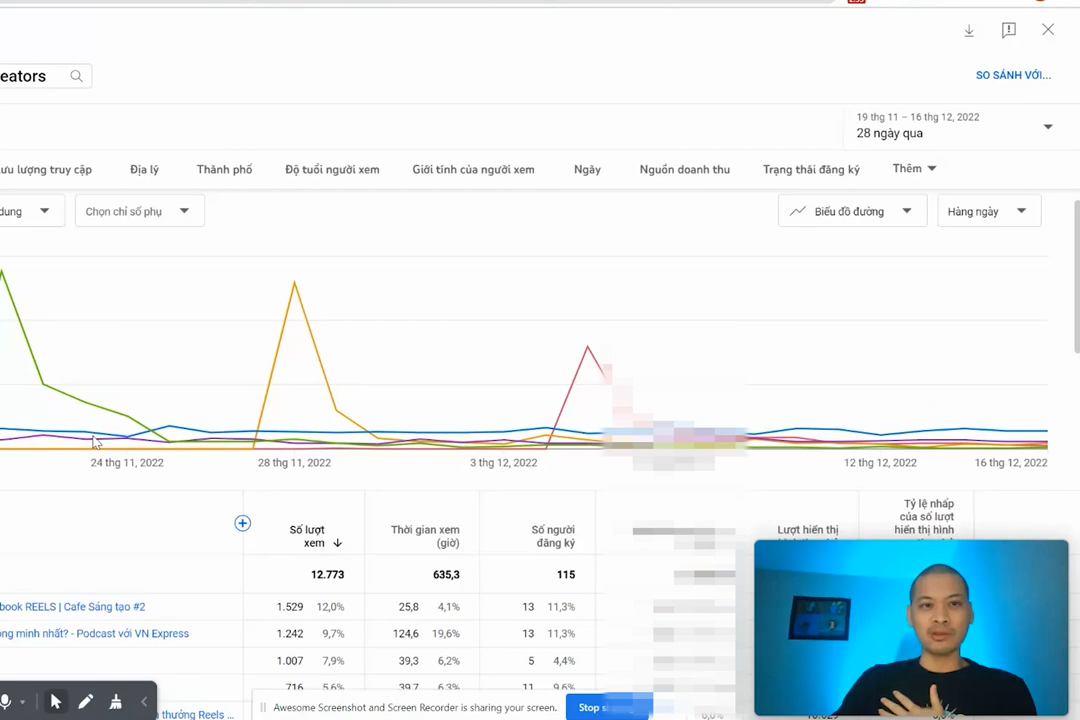 eators
SO SÁNH VỚI...
19 thg 11 – 16 thg 12, 2022
28 ngày qua
ưu lượng truy cập Địa lý Thành phố Độ tuổi người xem Giới tính của người xem Ngày Nguồn doanh thu Trạng thái đăng ký Thêm
dung Chọn chỉ số phụ Biểu đồ đường Hàng ngày
24 thg 11, 2022 28 thg 11, 2022 3 thg 12, 2022 12 thg 12, 2022 16 thg 12, 2022
Số lượt xem
Thời gian xem (giờ)
Số người đăng ký
Lượt hiển thị
Tỷ lệ nhấp của số lượt hiển thị hình
12.773 635,3 115
book REELS | Cafe Sáng tạo #2 1.529 12,0% 25,8 4,1% 13 11,3%
ng minh nhất? - Podcast với VN Express 1.242 9,7% 124,6 19,6% 13 11,3%
1.007 7,9% 39,3 6,2% 5 4,4%
716 5,6% 39,7 6,3% 11 9,6%
thưởng Reels ...
Awesome Screenshot and Screen Recorder is sharing your screen.
Stop